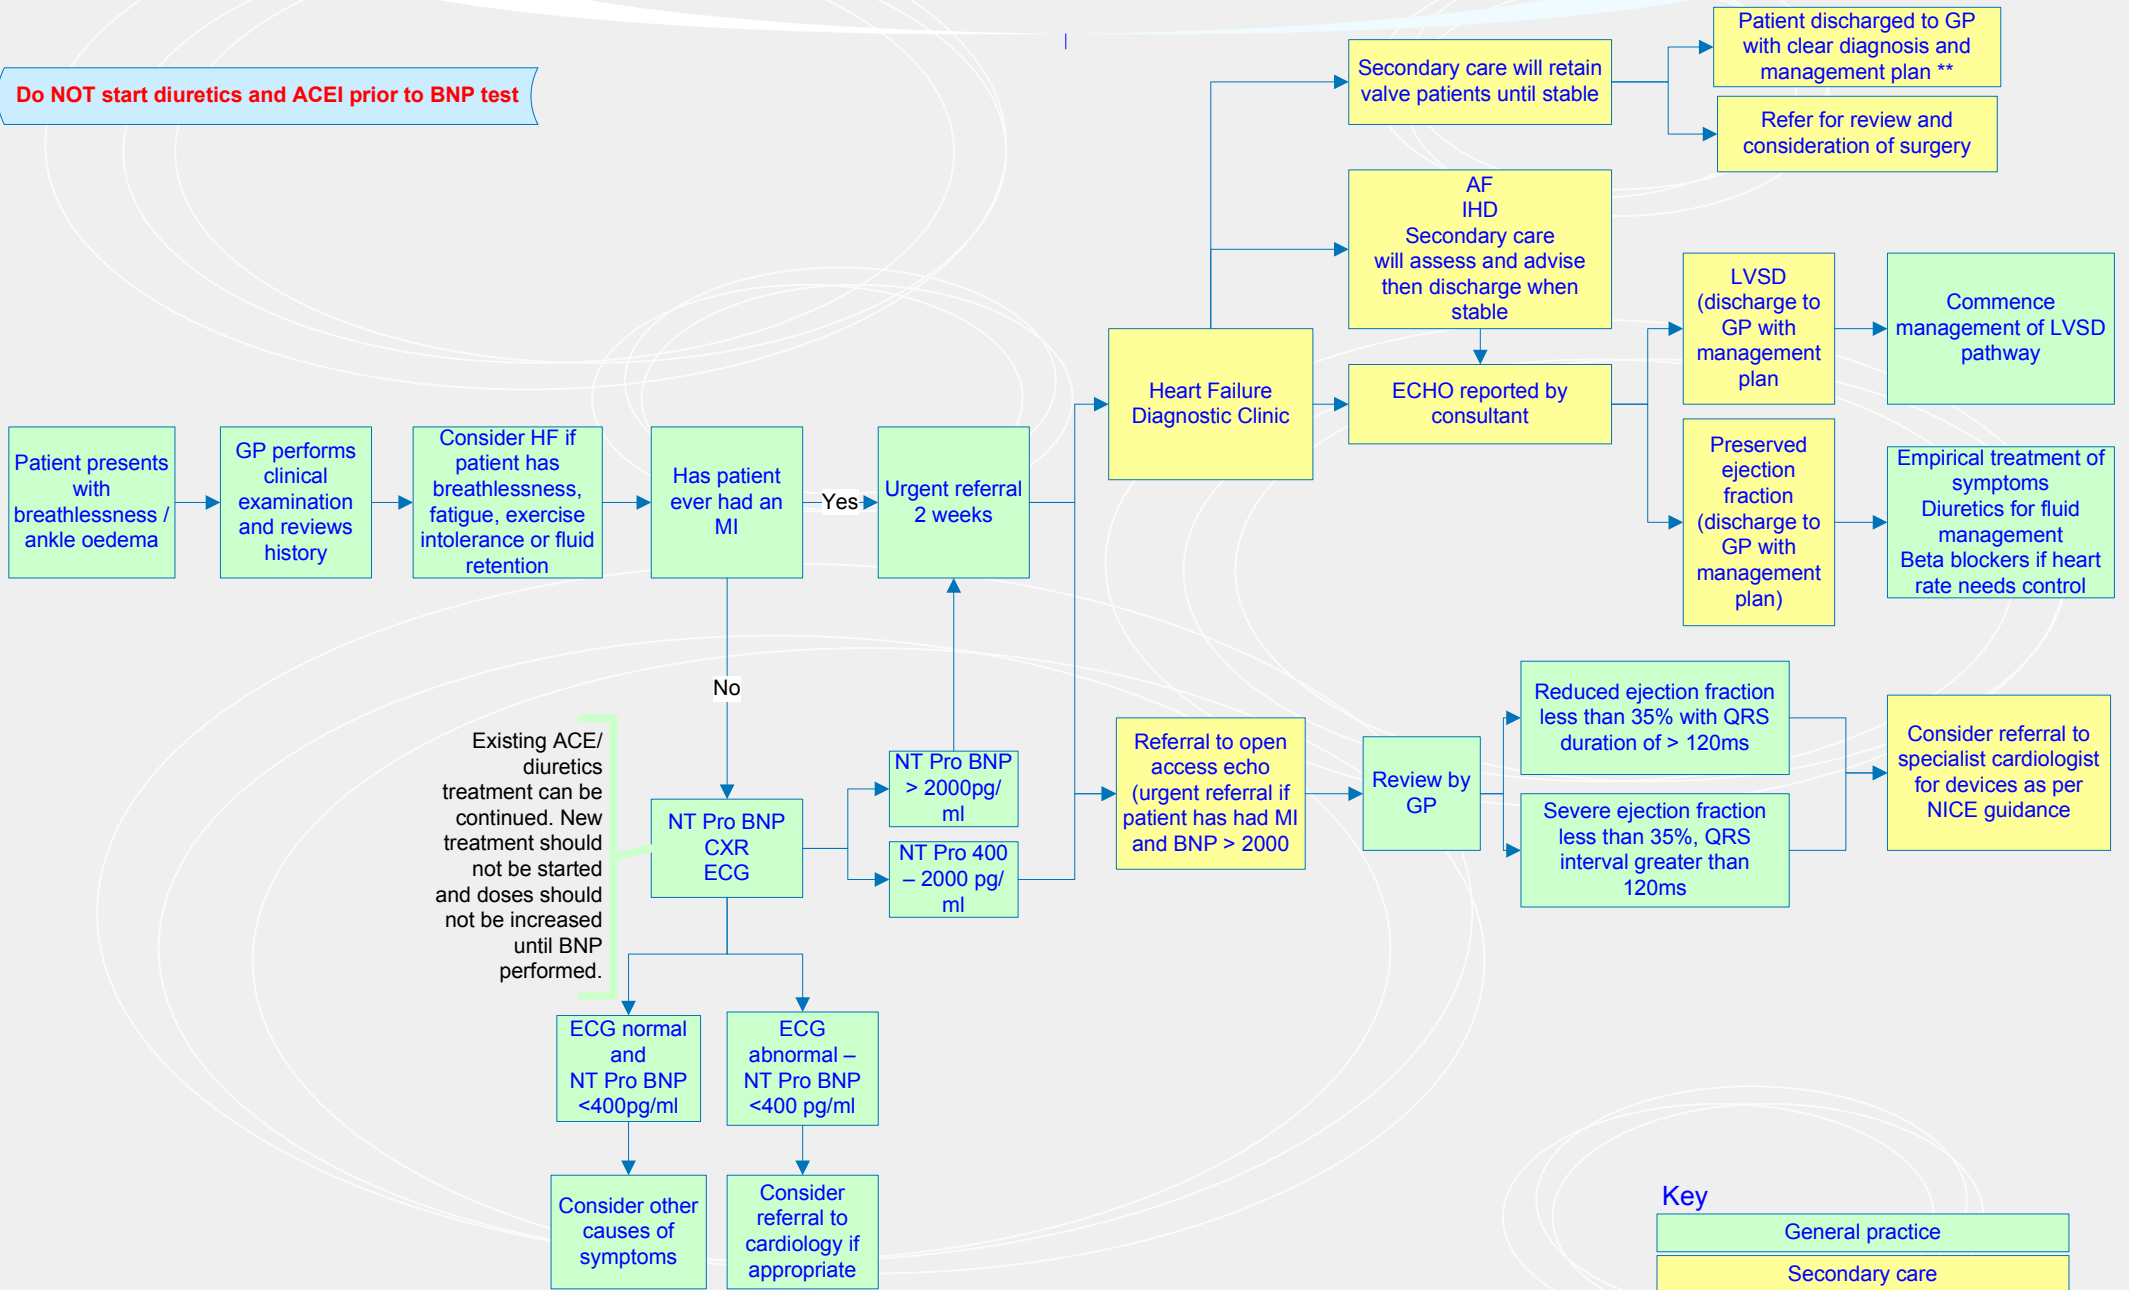 Do NOT start diuretics and ACEI prior to BNP test
Patient presents
with
breathlessness /
ankle oedema
GP performs
clinical
examination
and reviews
history
Consider HF if
patient has
breathlessness,
fatigue, exercise
intolerance or fluid
retention
Has patient
ever had an
MI
Yes
Urgent referral
2 weeks
No
Existing ACE/
diuretics
treatment can be
continued. New
treatment should
not be started
and doses should
not be increased
until BNP
performed.
NT Pro BNP
CXR
ECG
NT Pro BNP
> 2000pg/
ml
NT Pro 400
– 2000 pg/
ml
ECG normal
and
NT Pro BNP
<400pg/ml
ECG
abnormal –
NT Pro BNP
<400 pg/ml
Consider other
causes of
symptoms
Consider
referral to
cardiology if
appropriate
Heart Failure
Diagnostic Clinic
Secondary care will retain
valve patients until stable
Patient discharged to GP
with clear diagnosis and
management plan **
Refer for review and
consideration of surgery
AF
IHD
Secondary care
will assess and advise
then discharge when
stable
ECHO reported by
consultant
LVSD
(discharge to
GP with
management
plan
Commence
management of LVSD
pathway
Preserved
ejection
fraction
(discharge to
GP with
management
plan)
Empirical treatment of
symptoms
Diuretics for fluid
management
Beta blockers if heart
rate needs control
Referral to open
access echo
(urgent referral if
patient has had MI
and BNP > 2000
Review by
GP
Reduced ejection fraction
less than 35% with QRS
duration of > 120ms
Severe ejection fraction
less than 35%, QRS
interval greater than
120ms
Consider referral to
specialist cardiologist
for devices as per
NICE guidance
Key
General practice
Secondary care